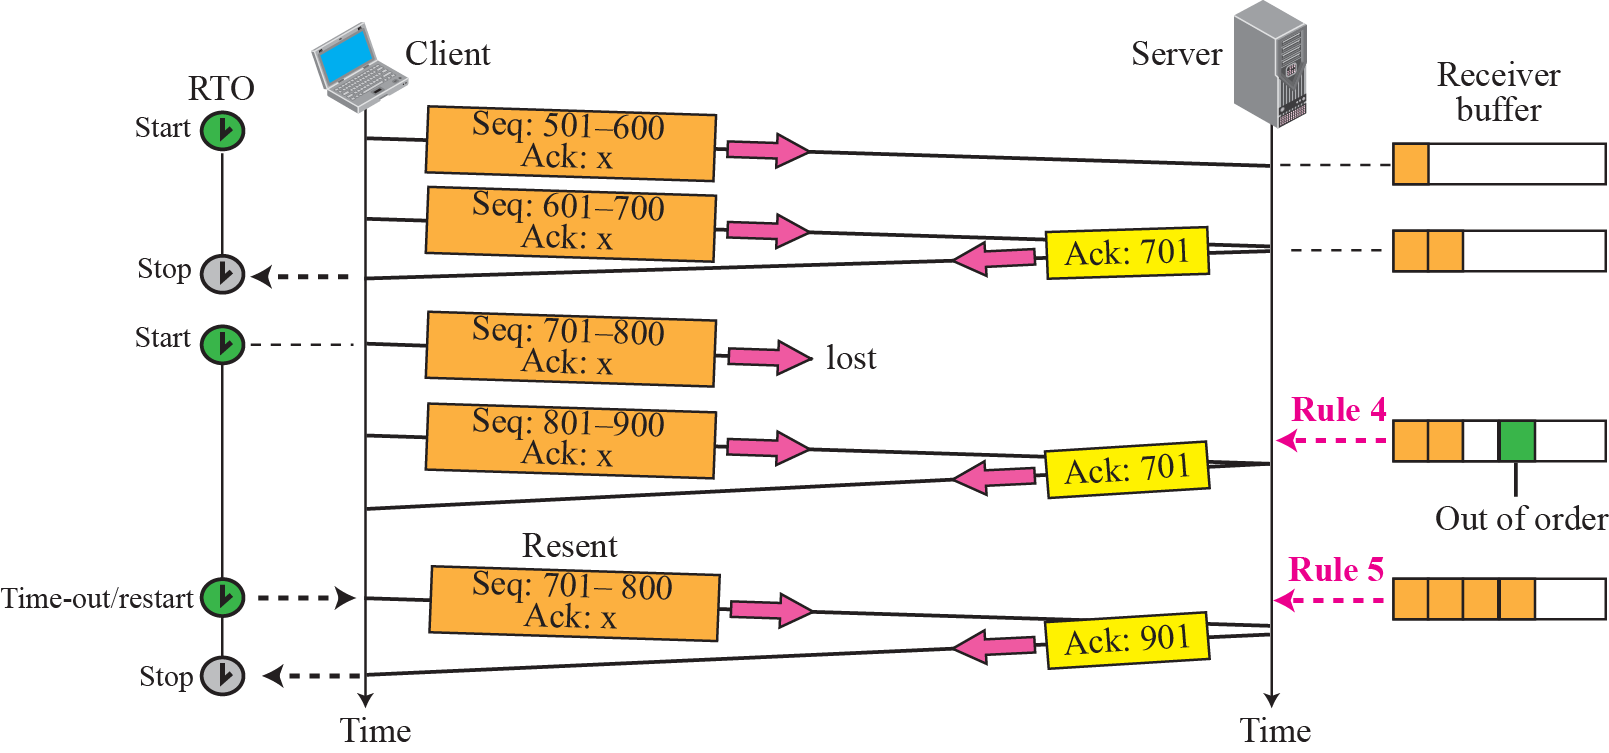 Client
Server
Receiver
buffer
RTO
Start
Seq: 501–600
Ack: x
Seq: 601–700
Ack: x
Ack: 701
Stop
Start
Seq: 701–800
Ack: x
lost
Rule 4
Seq: 801–900
Ack: x
Ack: 701
Out of order
Resent
Rule 5
Time-out/restart
Seq: 701– 800
Ack: x
Ack: 901
Stop
Time
Time